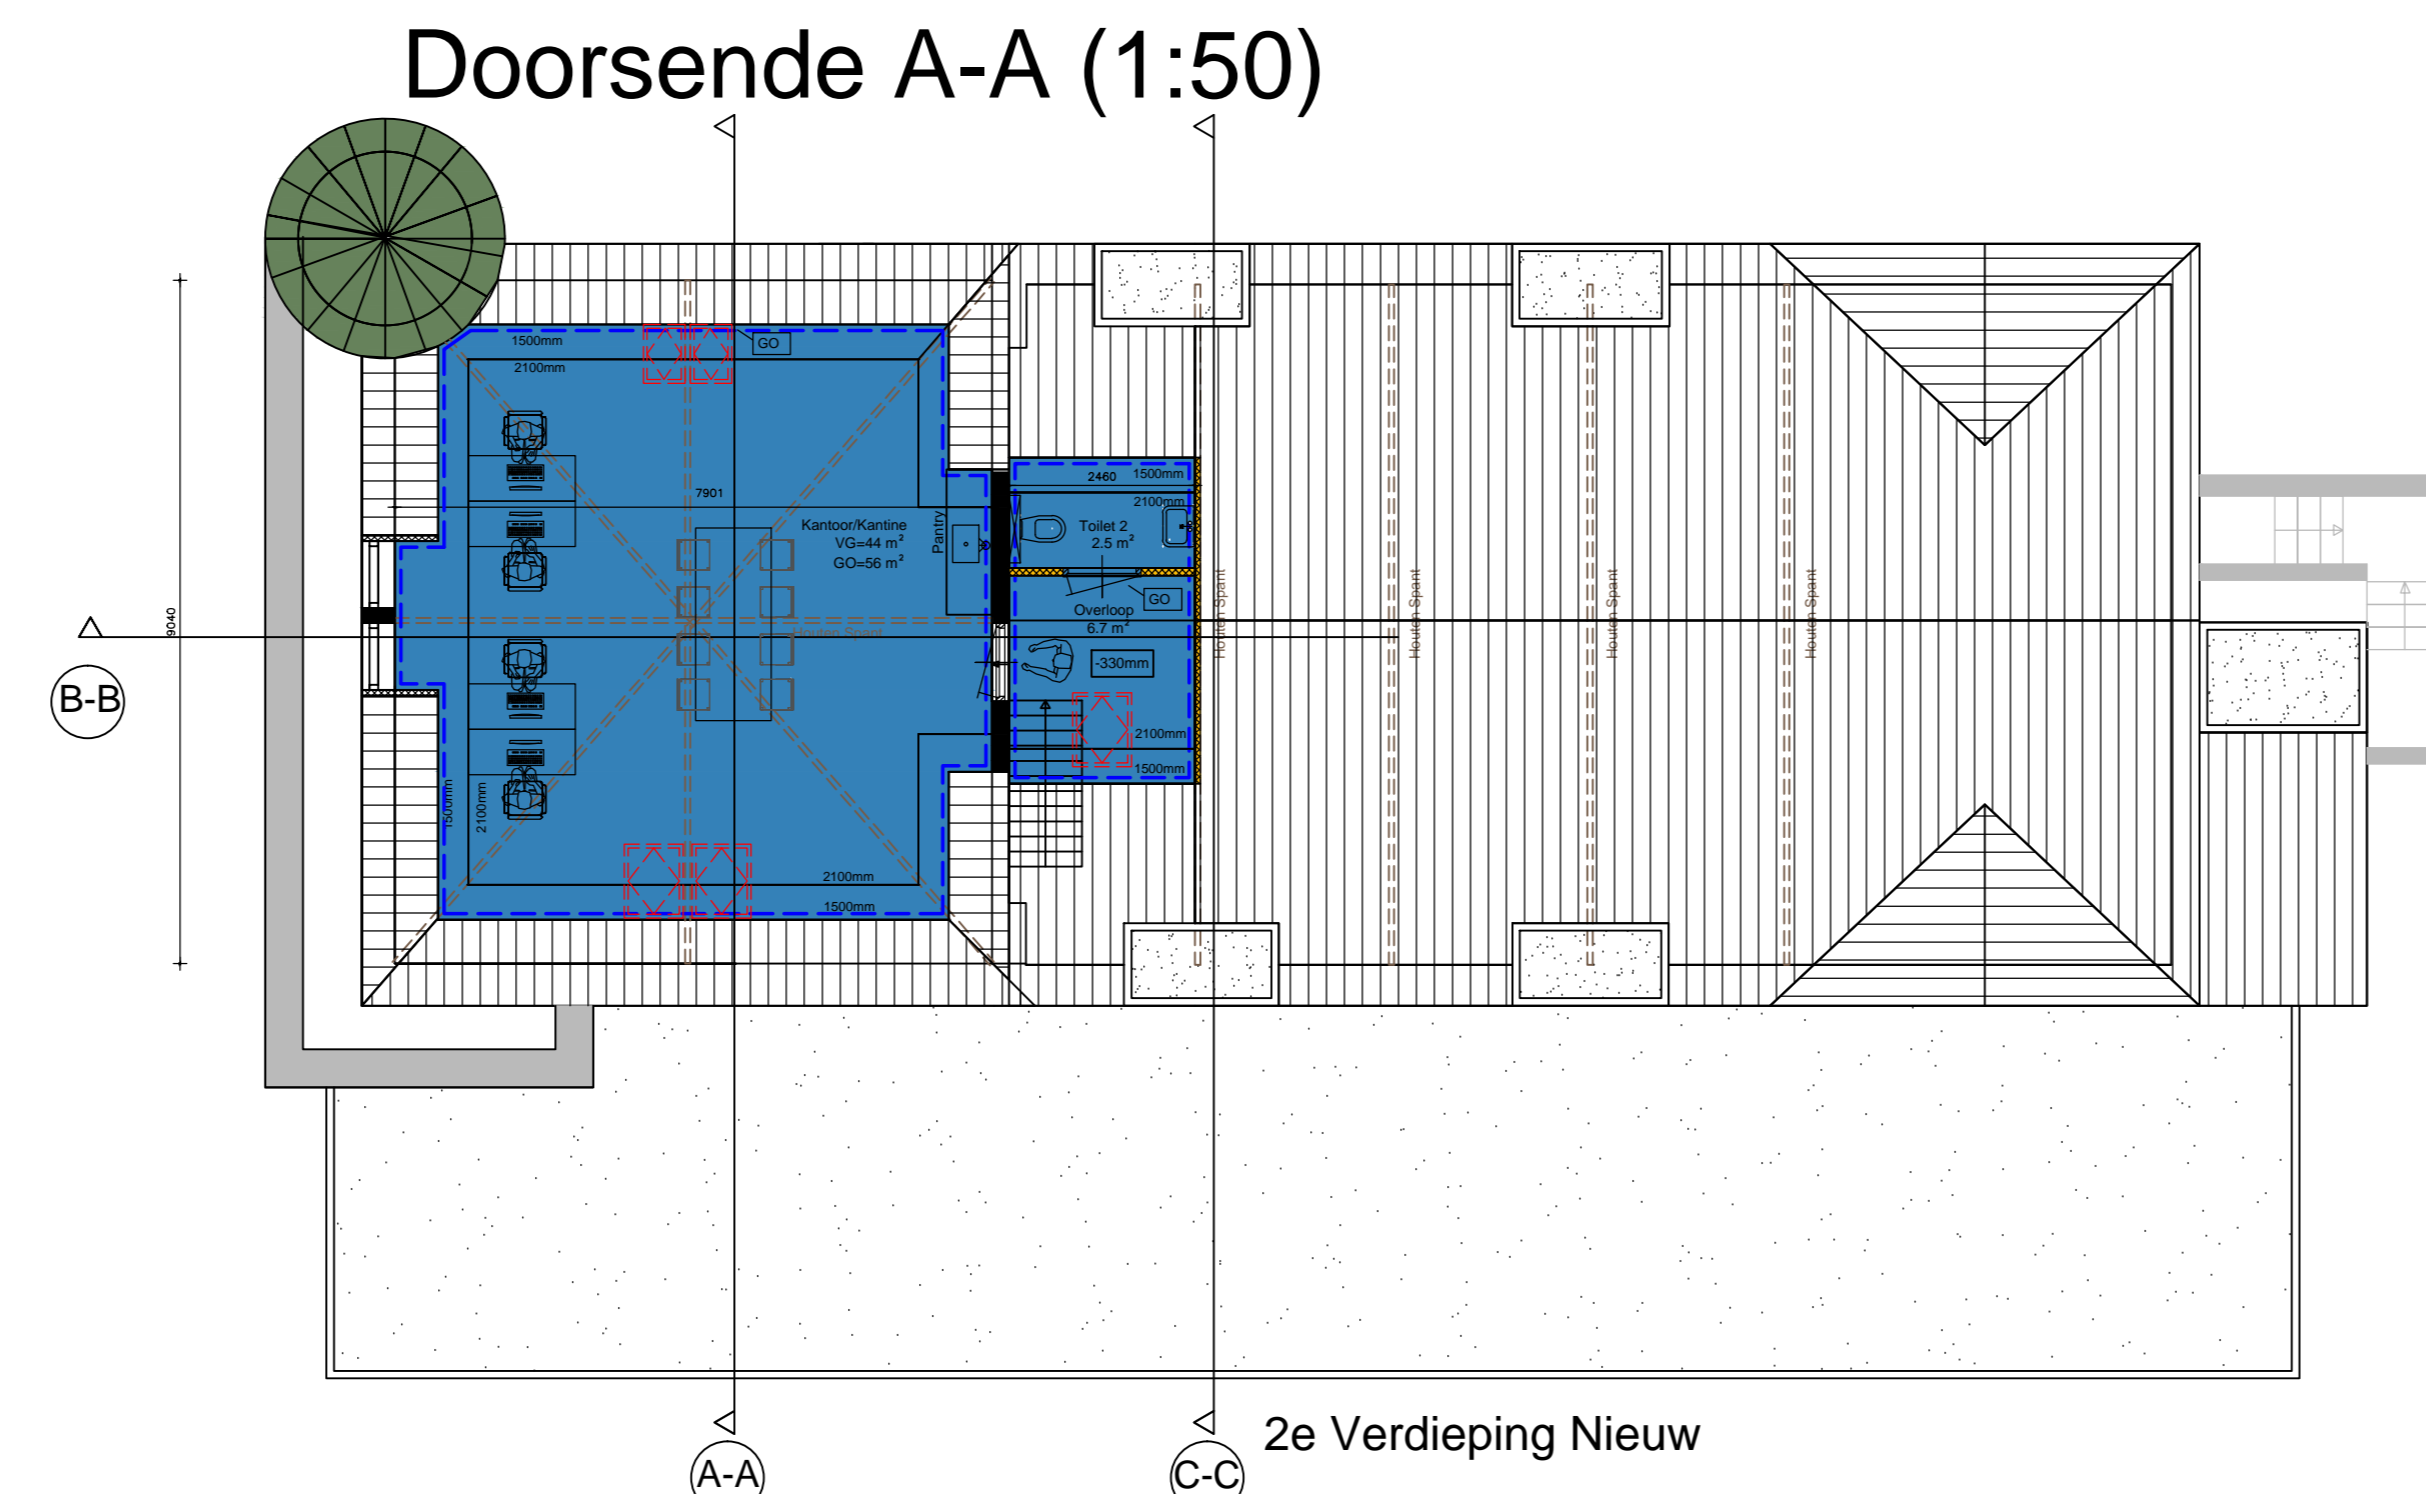 Doorsende A-A (1:50)
1500mm
GO
2100mm
7901
2460
1500mm
2100mm
Kantoor/Kantine
VG=44 m²
GO=56 m²
Pantry
Toilet 2
2.5 m²
GO
Overloop
6.7 m²
Houten Spant
-330mm
9040
Houten Spant
Houten Spant
Houten Spant
Houten Spant
B-B
2100mm
1500mm
1500mm
2100mm
2100mm
1500mm
2e Verdieping Nieuw
A-A
C-C